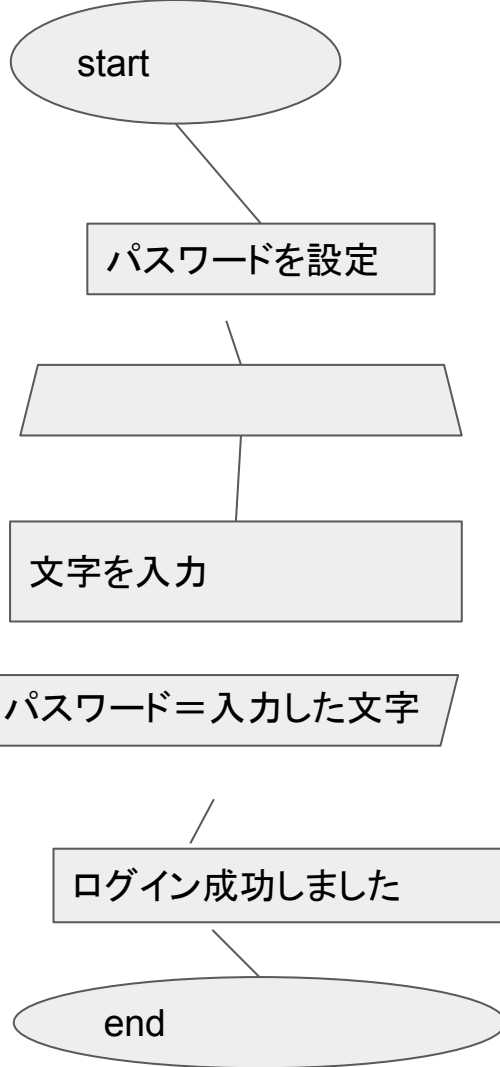 start
パスワードを設定
文字を入力
パスワード＝入力した文字
ログイン成功しました
end